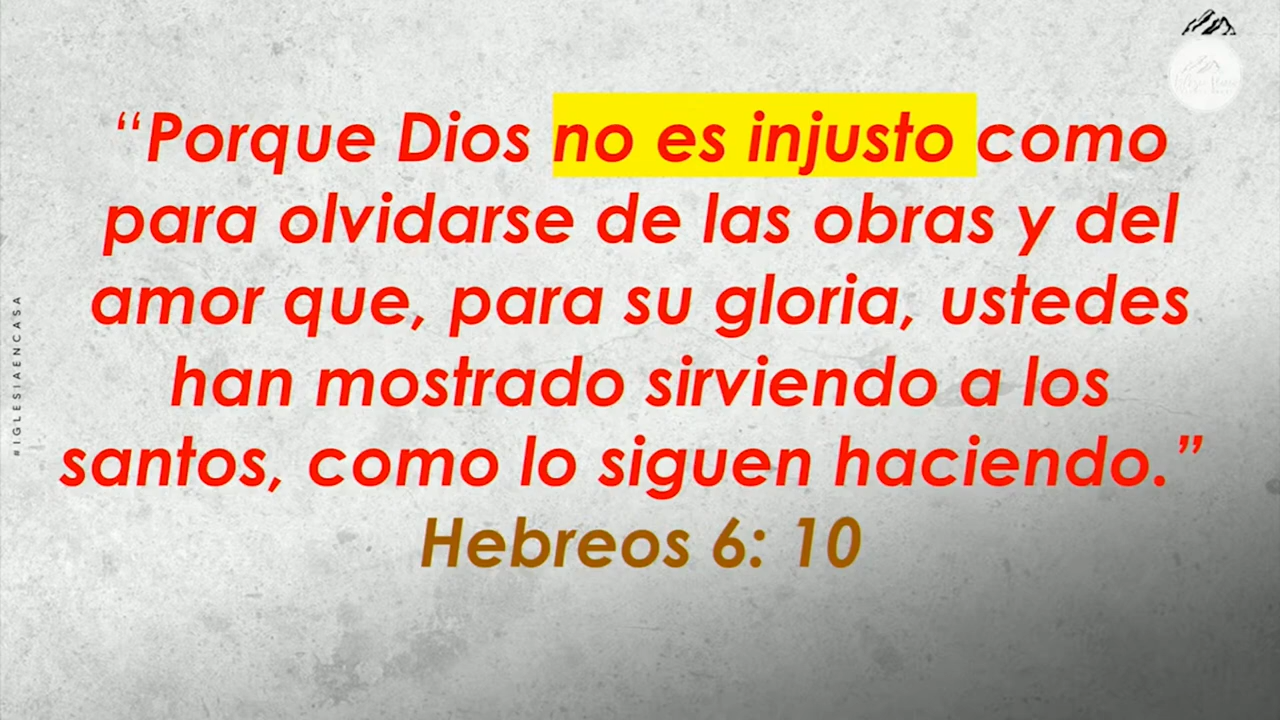 “Porque Dios no es injusto como
para olvidarse de las obras y del
amor que, para su gloria, ustedes
han mostrado sirviendo a los
santos, como lo siguen haciendo.”
Hebreos 6: 10
#IGLESIAENCASA